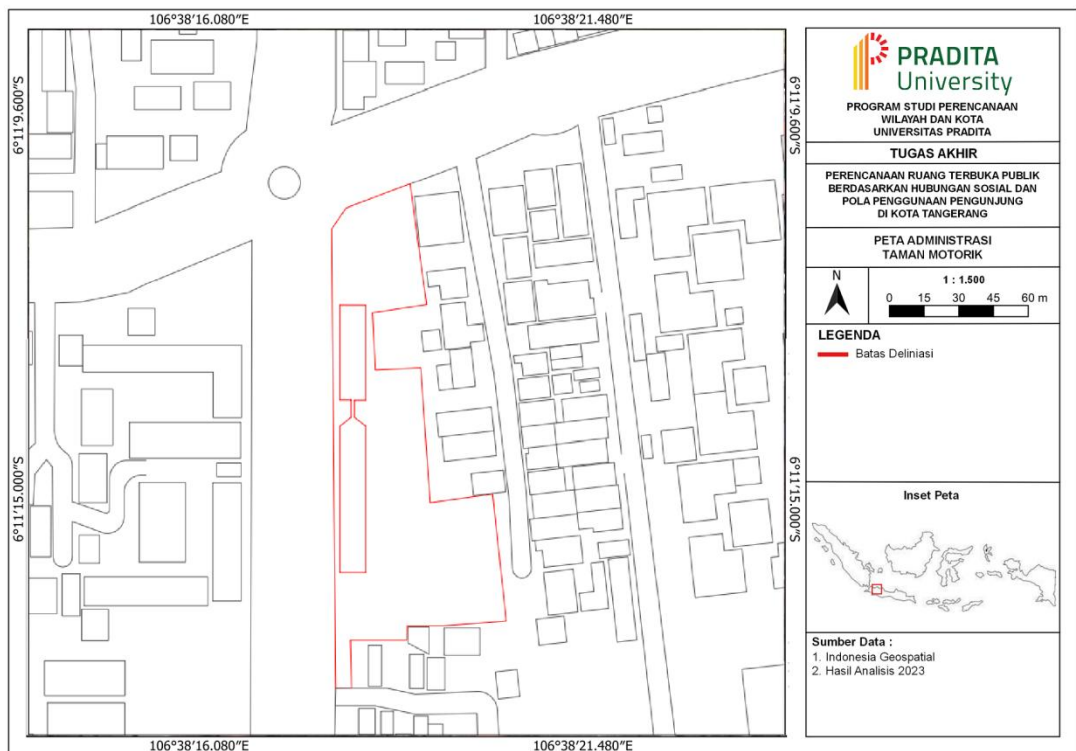 106°38′16.080″E
106°38′21.480″E
6°11′9.600″S
6°11′9.600″S
6°11′15.000″S
6°11′15.000″S
106°38′16.080″E
106°38′21.480″E
PRADITA
University
PROGRAM STUDI PERENCANAAN
WILAYAH DAN KOTA
UNIVERSITAS PRADITA
TUGAS AKHIR
PERENCANAAN RUANG TERBUKA PUBLIK
BERDASARKAN HUBUNGAN SOSIAL DAN
POLA PENGGUNAAN PENGUNJUNG
DI KOTA TANGERANG
PETA ADMINISTRASI
TAMAN MOTORIK
N
1 : 1.500
0 15 30 45 60 m
LEGENDA
Batas Deliniasi
Inset Peta
Sumber Data :
1. Indonesia Geospatial
2. Hasil Analisis 2023